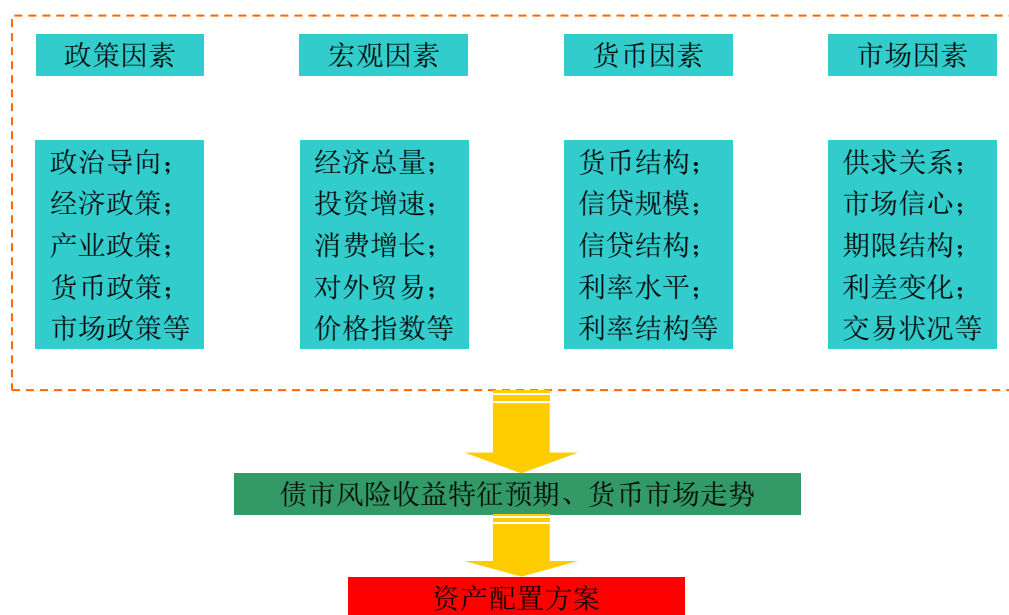 政策因素
宏观因素
货币因素
市场因素
政治导向；
经济政策；
产业政策；
货币政策；
市场政策等
经济总量；
投资增速；
消费增长；
对外贸易；
价格指数等
货币结构；
信贷规模；
信贷结构；
利率水平；
利率结构等
供求关系；
市场信心；
期限结构；
利差变化；
交易状况等
债市风险收益特征预期、货币市场走势
资产配置方案